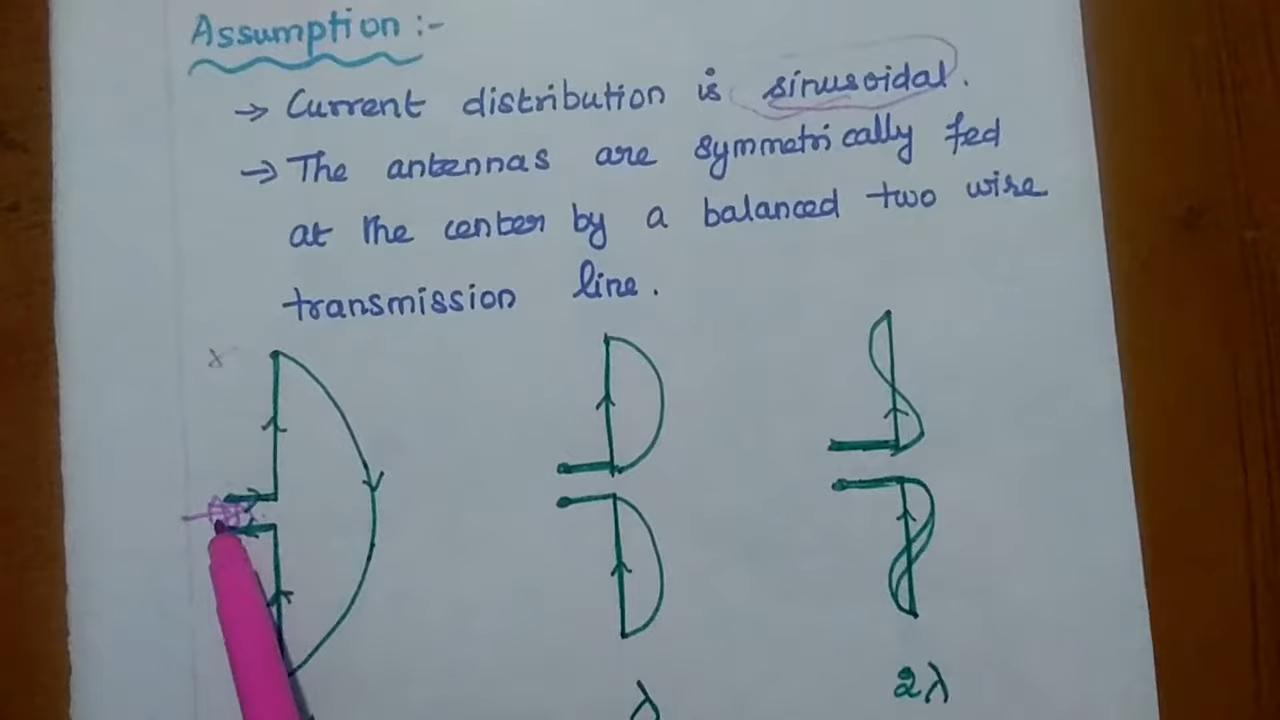 Assumption :-
→ Current distribution is sinusoidal.
→ The antennas are symmetrically fed
at the center by a balanced two wire
transmission line.
x
λ
2λ